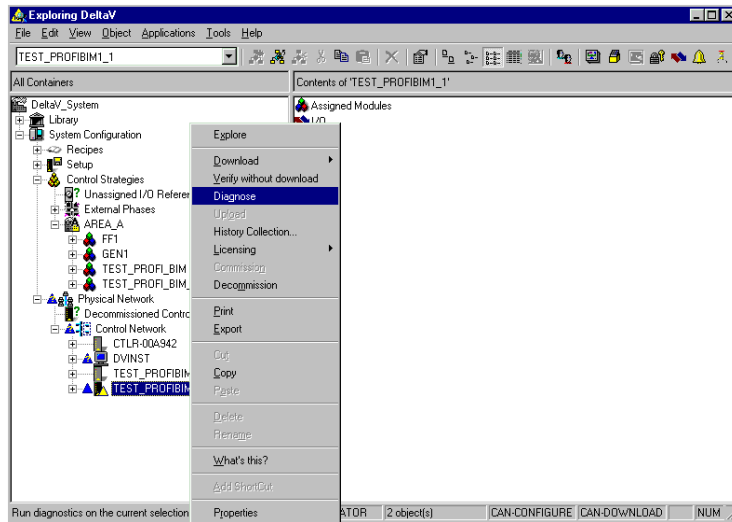 Exploring DeltaV
File Edit View Object Applications Tools Help
TEST_PROFIBIM1_1
All Containers
Contents of 'TEST_PROFIBIM1_1'
DeltaV_System
Library
System Configuration
Recipes
Setup
Control Strategies
Unassigned I/O Refere
External Phases
AREA_A
FF1
GEN1
TEST_PROFI_BIM
TEST_PROFI_BIM_
Physical Network
Decommissioned Contro
Control Network
CTLR-00A942
DVINST
TEST_PROFIBIM
TEST_PROFIBIM
Assigned Modules
I/O
Explore
Download
Verify without download
Diagnose
Upload
History Collection...
Licensing
Commission
Decommission
Print
Export
Cut
Copy
Paste
Delete
Rename
What's this?
Add ShortCut
Properties
Run diagnostics on the current selection
ATOR
2 object(s)
CAN-CONFIGURE
CAN-DOWNLOAD
NUM